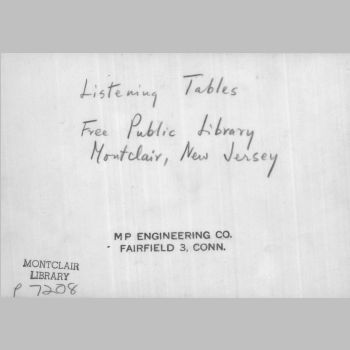 Listening Tables
Free Public Library
Montclair, New Jersey
MP ENGINEERING CO.
FAIRFIELD 3, CONN.
MONTCLAIR
LIBRARY
P 7208